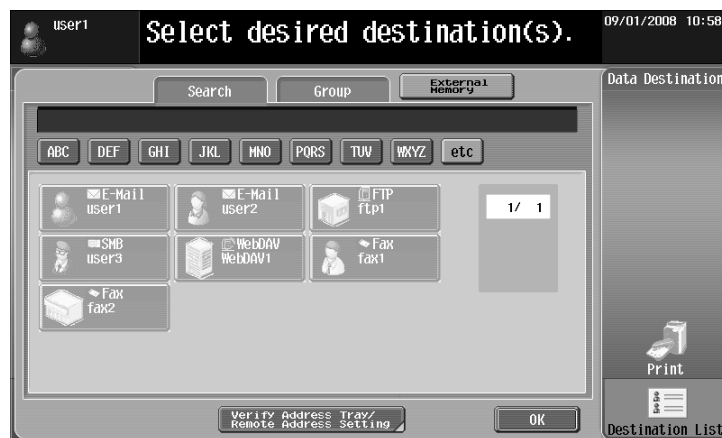 user1
Select desired destination(s).
09/01/2008 10:58
Search
Group
External
Memory
Data Destination
ABC DEF GHI JKL MNO PQRS TUV WXYZ etc
E-Mail
user1
E-Mail
user2
FTP
ftp1
1/ 1
SMB
user3
WebDAV
WebDAV1
Fax
fax1
Fax
fax2
Print
Verify Address Tray/
Remote Address Setting
OK
Destination List